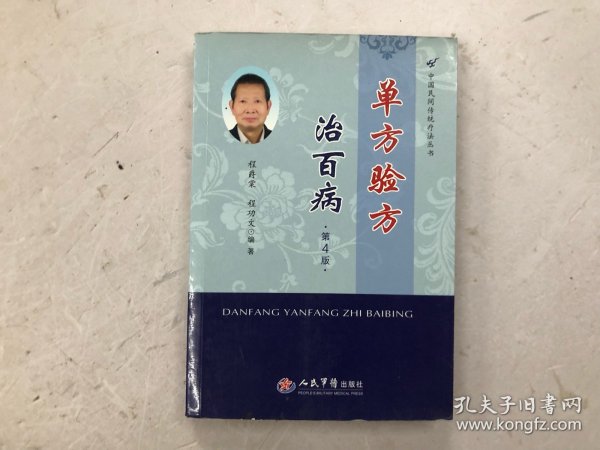 中国民间传统疗法丛书
单方验方
治百病
·第4版·
程爵棠 程功文 编著
DANFANG YANFANG ZHI BAIBING
人民军医出版社
PEOPLE'S MILITARY MEDICAL PRESS
孔夫子旧书网
www.kongfz.com